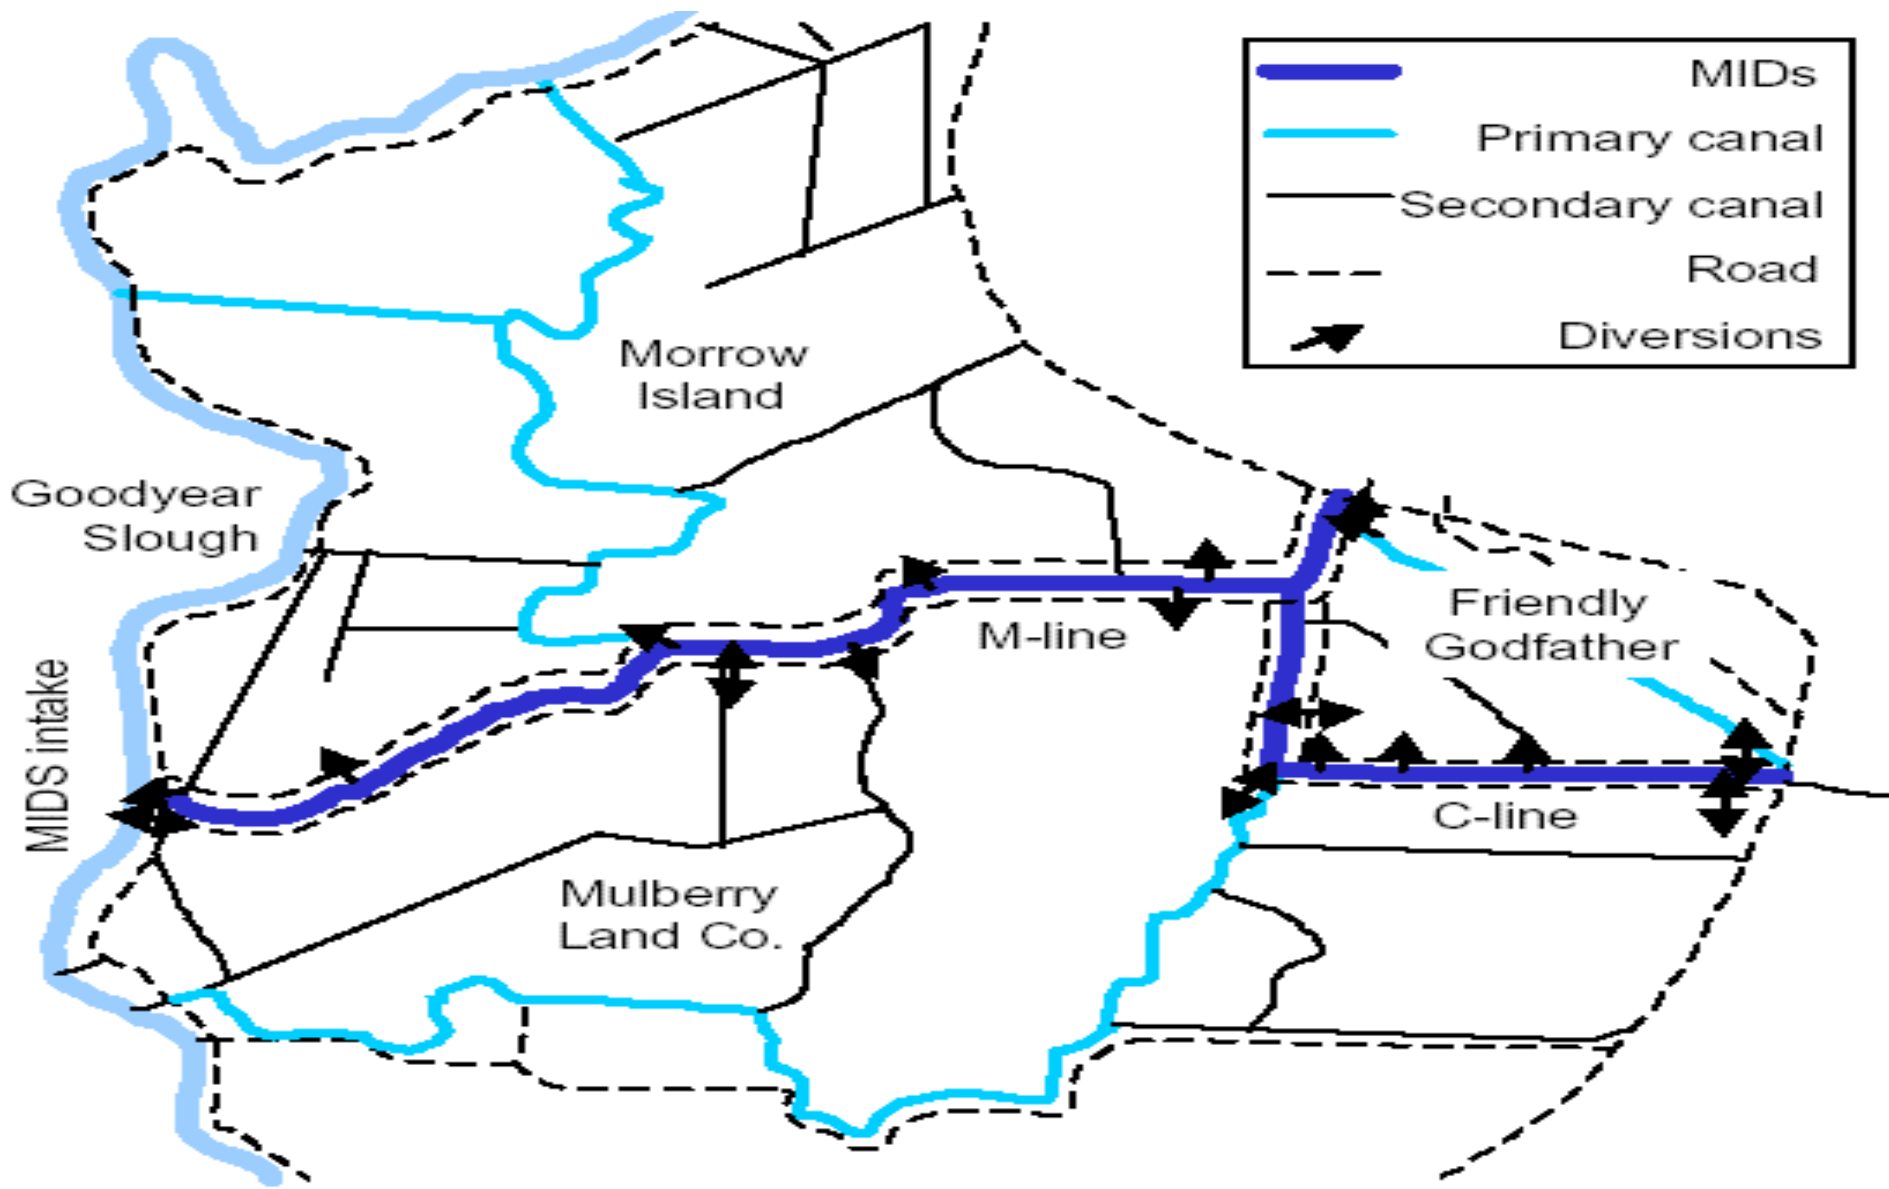 MIDs
Primary canal
Secondary canal
Road
Diversions
Morrow
Island
Goodyear
Slough
Friendly
Godfather
M-line
MIDS intake
C-line
Mulberry
Land Co.